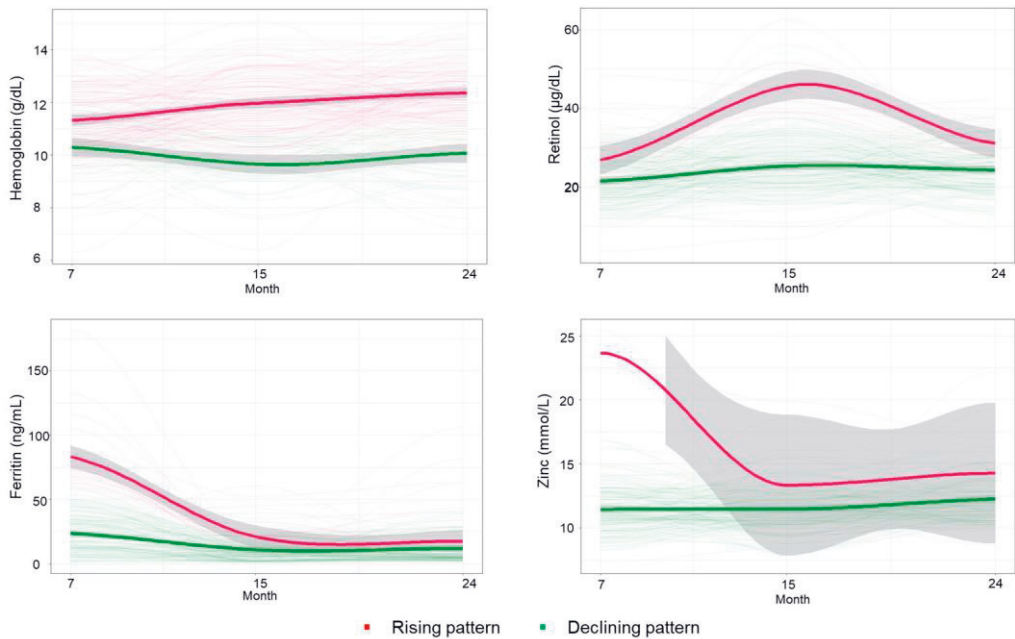 Hemoglobin (g/dL)
14
12
10
8
6
7
15
24
Month
Retinol (µg/dL)
60
40
20
7
15
24
Month
Ferritin (ng/mL)
150
100
50
0
7
15
24
Month
Zinc (mmol/L)
25
20
15
10
7
15
24
Month
Rising pattern
Declining pattern